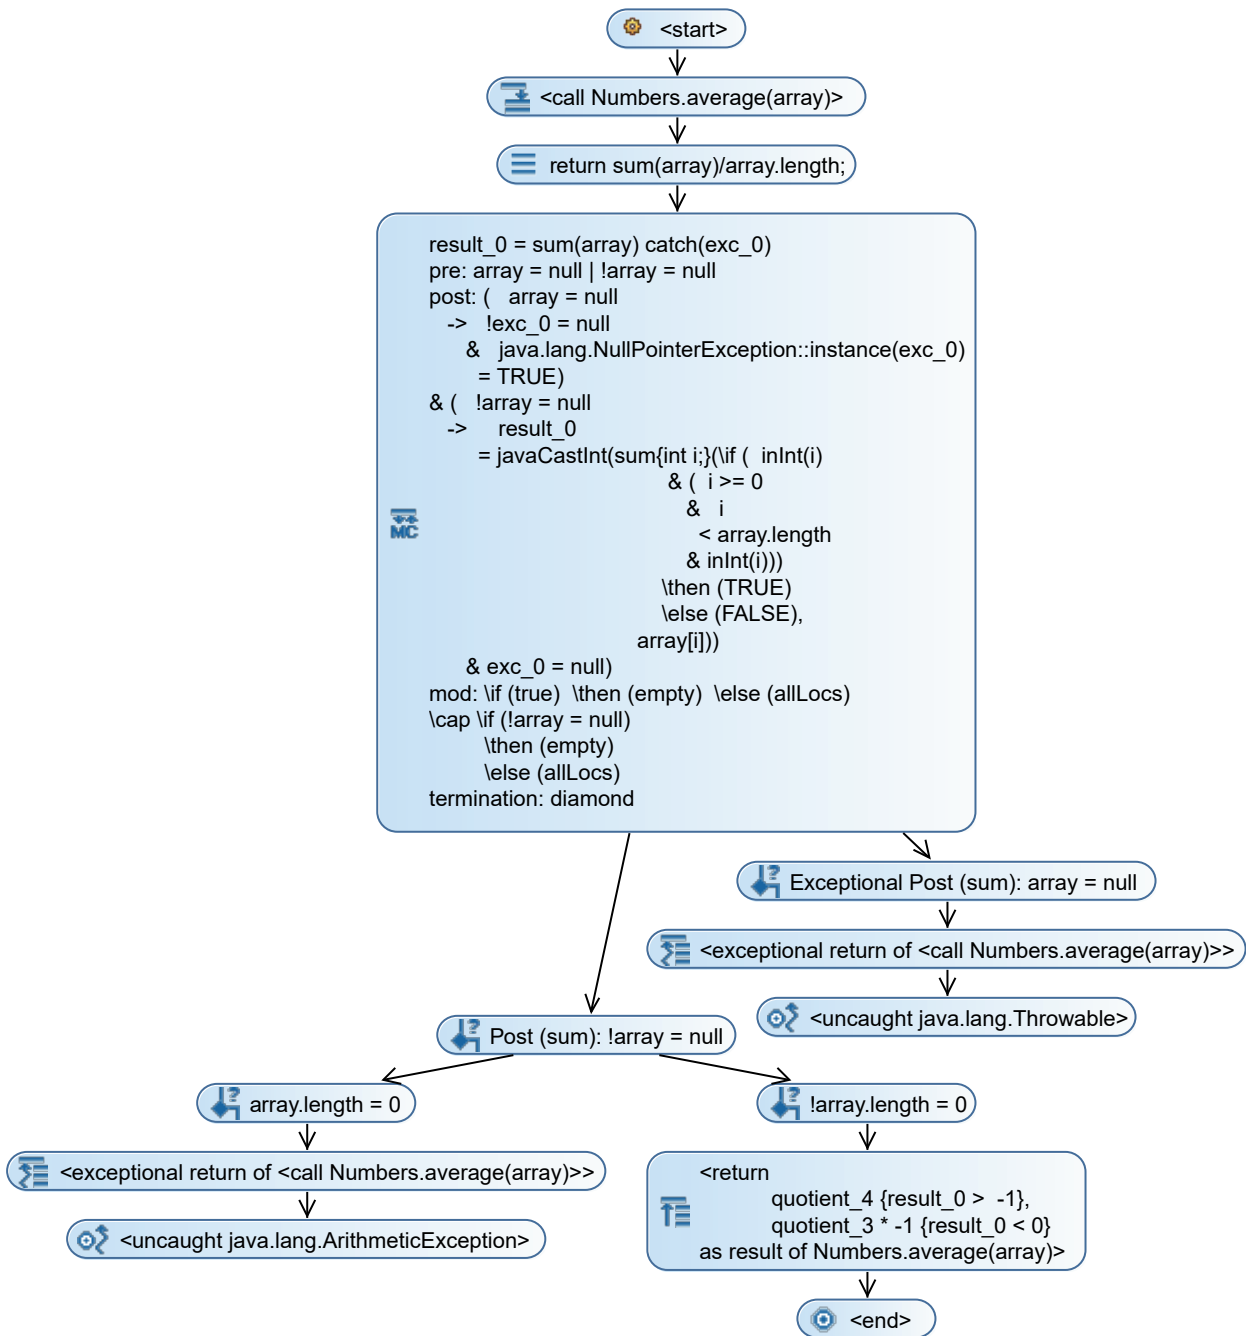 <start>
<call Numbers.average(array)>
return sum(array)/array.length;
result_0 = sum(array) catch(exc_0)
pre: array = null | !array = null
post: ( array = null
-> !exc_0 = null
& java.lang.NullPointerException::instance(exc_0)
= TRUE)
& ( !array = null
-> result_0
= javaCastInt(sum{int i;}(\if ( inInt(i)
& ( i >= 0
& i
< array.length
& inInt(i)))
\then (TRUE)
\else (FALSE),
array[i]))
& exc_0 = null)
mod: \if (true) \then (empty) \else (allLocs)
\cap \if (!array = null)
\then (empty)
\else (allLocs)
termination: diamond
MC
Exceptional Post (sum): array = null
<exceptional return of <call Numbers.average(array)>>
<uncaught java.lang.Throwable>
Post (sum): !array = null
array.length = 0
!array.length = 0
<exceptional return of <call Numbers.average(array)>>
<uncaught java.lang.ArithmeticException>
<return
quotient_4 {result_0 > -1},
quotient_3 * -1 {result_0 < 0}
as result of Numbers.average(array)>
<end>